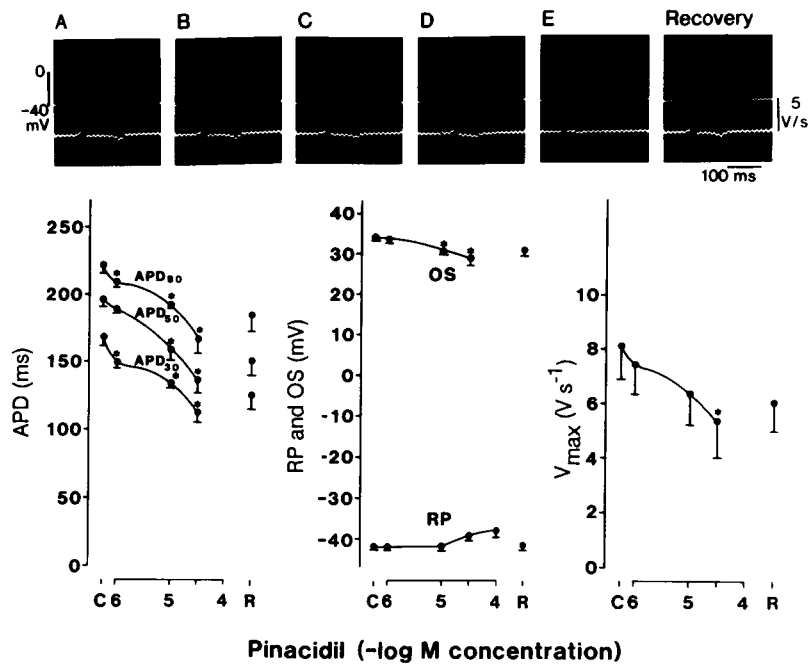 A B C D E Recovery
0
-40
mV
5
V/s
100 ms
250
200
150
100
50
0
APD (ms)
APD80
APD50
APD30
C 6 5 4 R
40
30
20
10
0
-10
-20
-30
-40
RP and OS (mV)
OS
RP
C 6 5 4 R
10
8
6
4
2
0
Vmax (V s-1)
C 6 5 4 R
Pinacidil (-log M concentration)